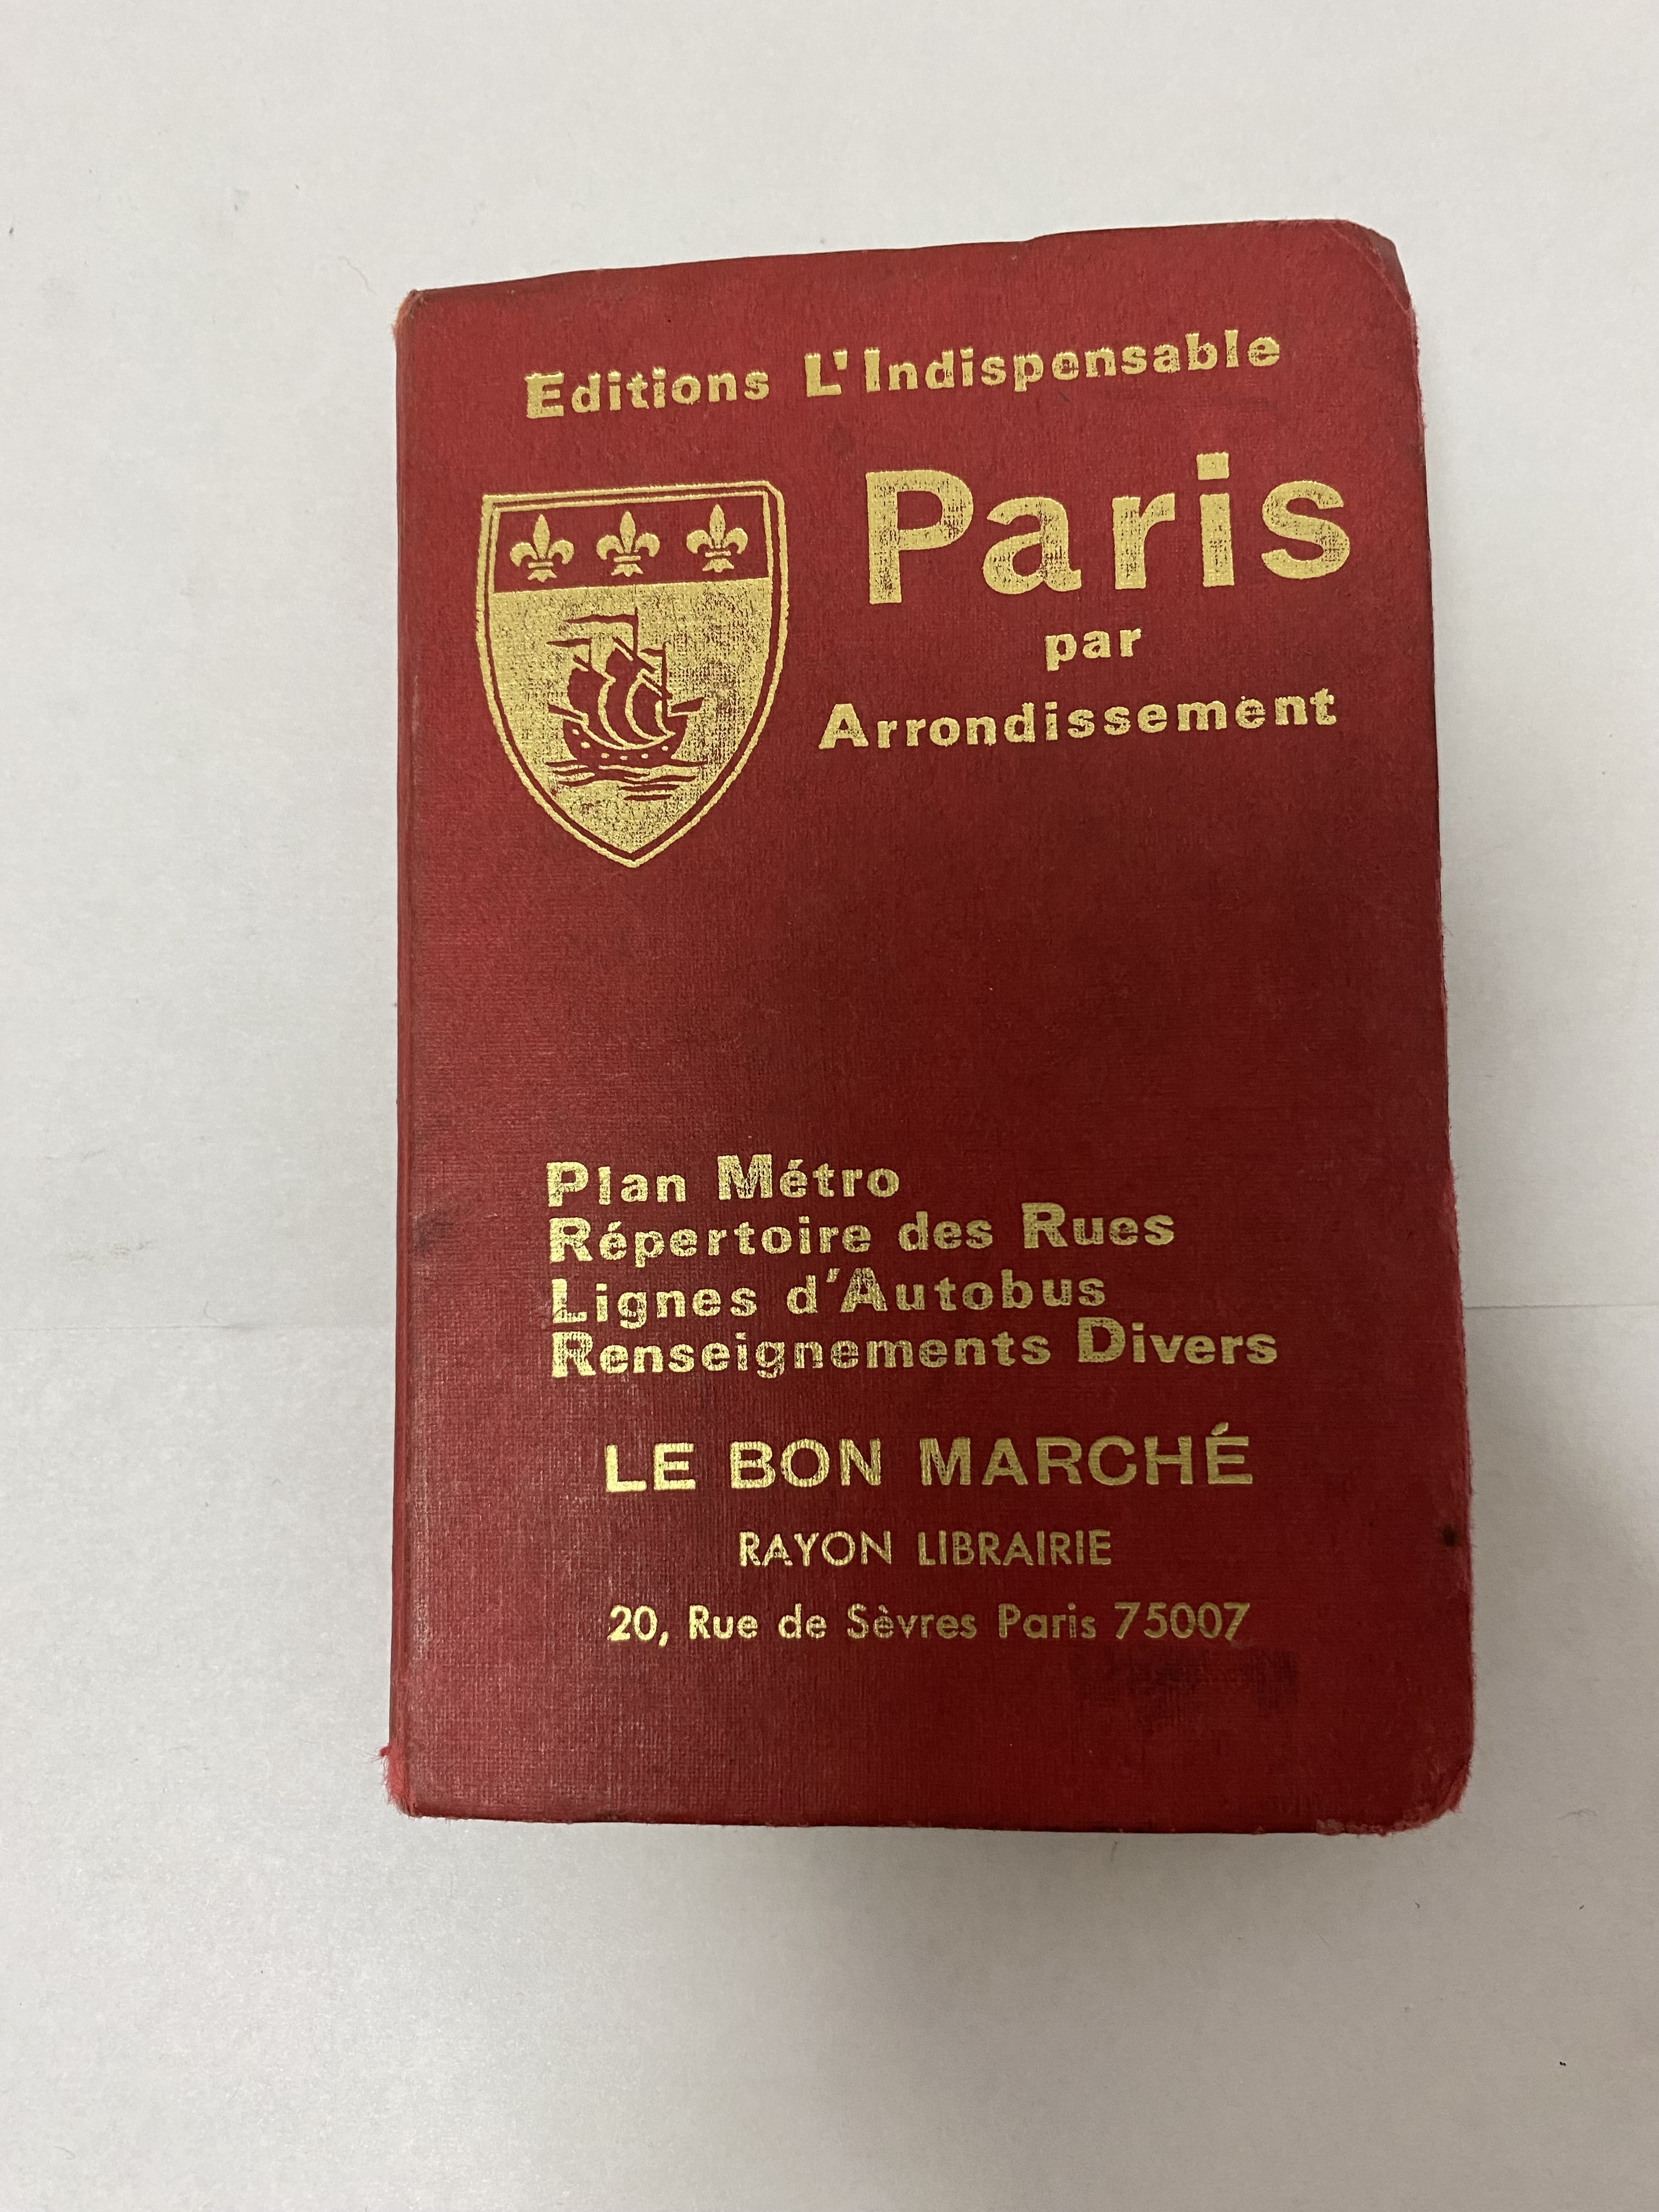 Editions L'Indispensable
Paris
par
Arrondissement
Plan Métro
Répertoire des Rues
Lignes d'Autobus
Renseignements Divers
LE BON MARCHÉ
RAYON LIBRAIRIE
20, Rue de Sèvres Paris 75007